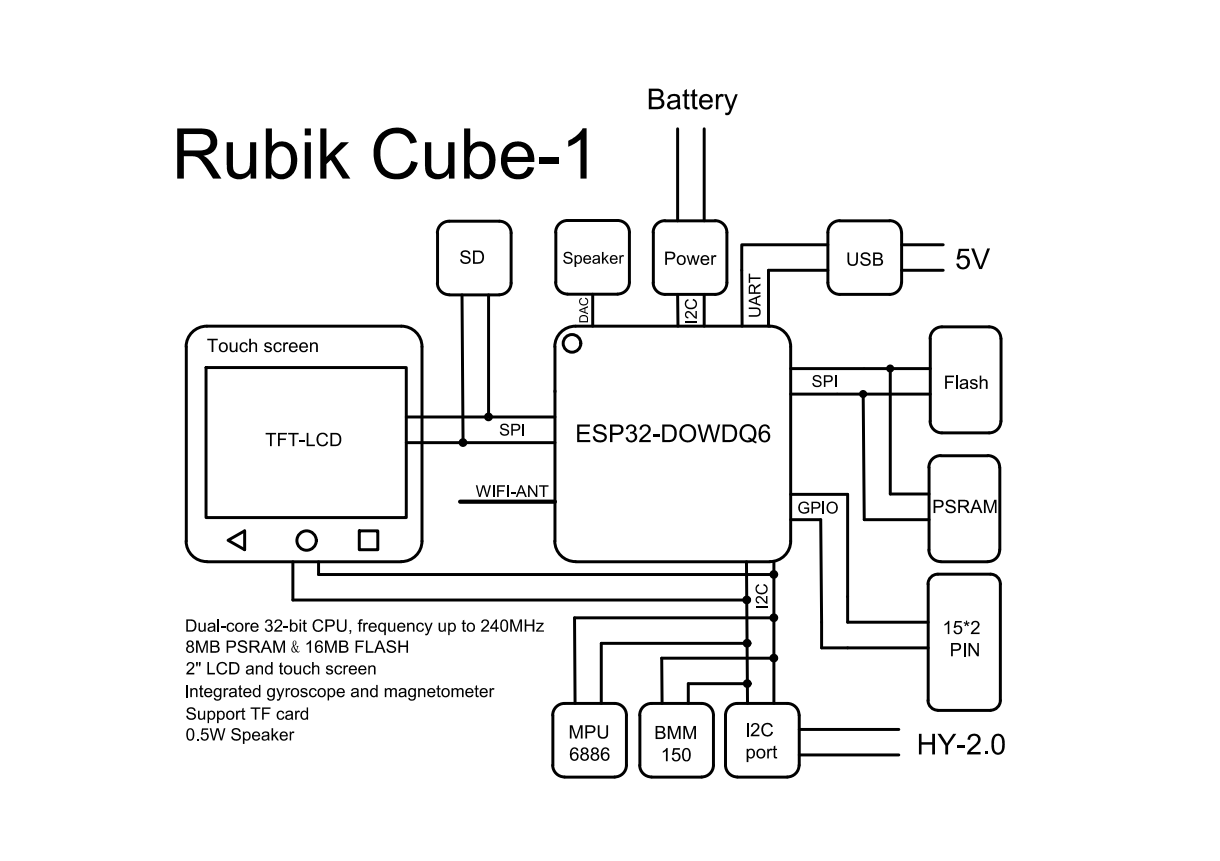 Battery
Rubik Cube-1
SD
Speaker
Power
USB
5V
DAC
I2C
UART
Touch screen
TFT-LCD
SPI
ESP32-DOWDQ6
SPI
Flash
WIFI-ANT
GPIO
PSRAM
I2C
15*2
PIN
Dual-core 32-bit CPU, frequency up to 240MHz
8MB PSRAM & 16MB FLASH
2" LCD and touch screen
Integrated gyroscope and magnetometer
Support TF card
0.5W Speaker
MPU
6886
BMM
150
I2C
port
HY-2.0